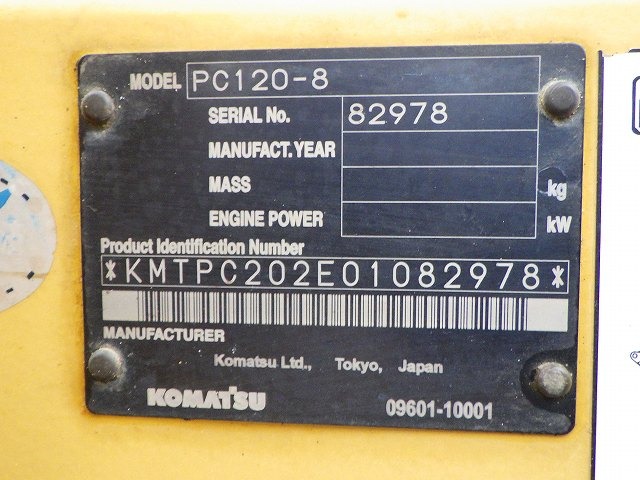 MODEL PC120-8
SERIAL No. 82978
MANUFACT.YEAR
MASS kg
ENGINE POWER kW
Product Identification Number
*KMTPC202E01082978*
MANUFACTURER
Komatsu Ltd., Tokyo, Japan
KOMATSU 09601-10001